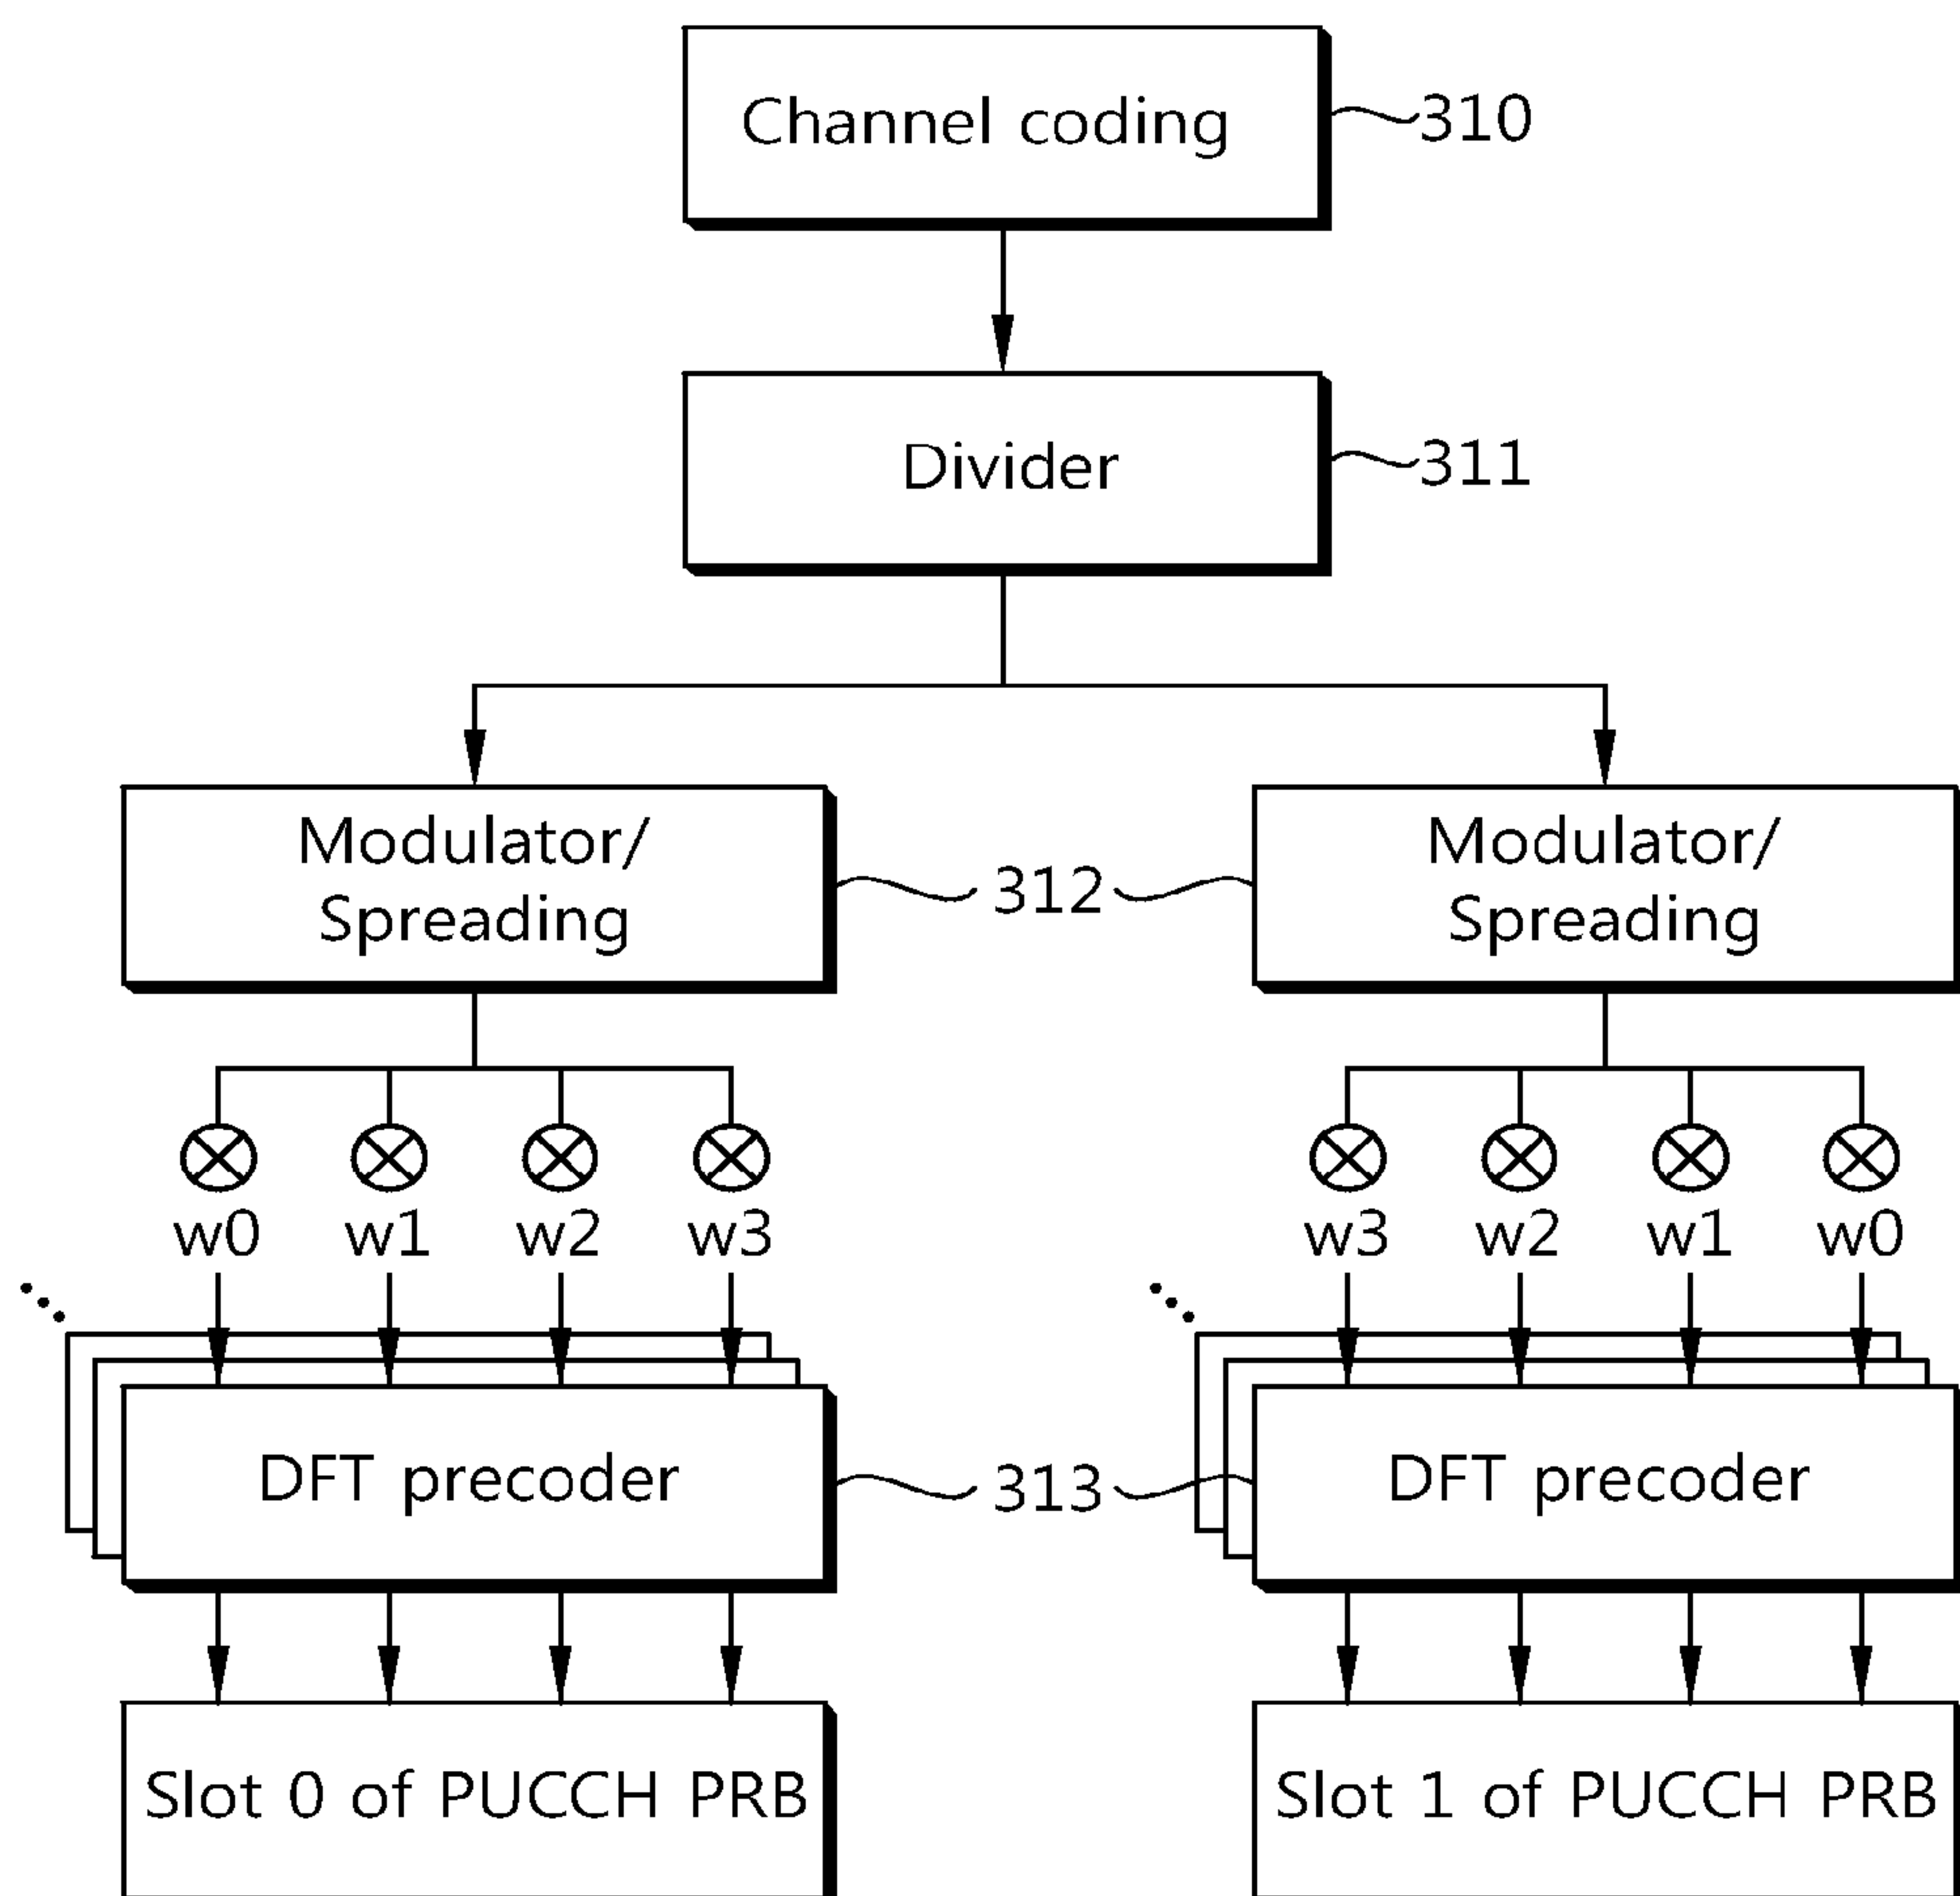 Channel coding
310
Divider
311
Modulator/
Spreading
312
Modulator/
Spreading
w0 w1 w2 w3
w3 w2 w1 w0
DFT precoder
313
DFT precoder
Slot 0 of PUCCH PRB
Slot 1 of PUCCH PRB